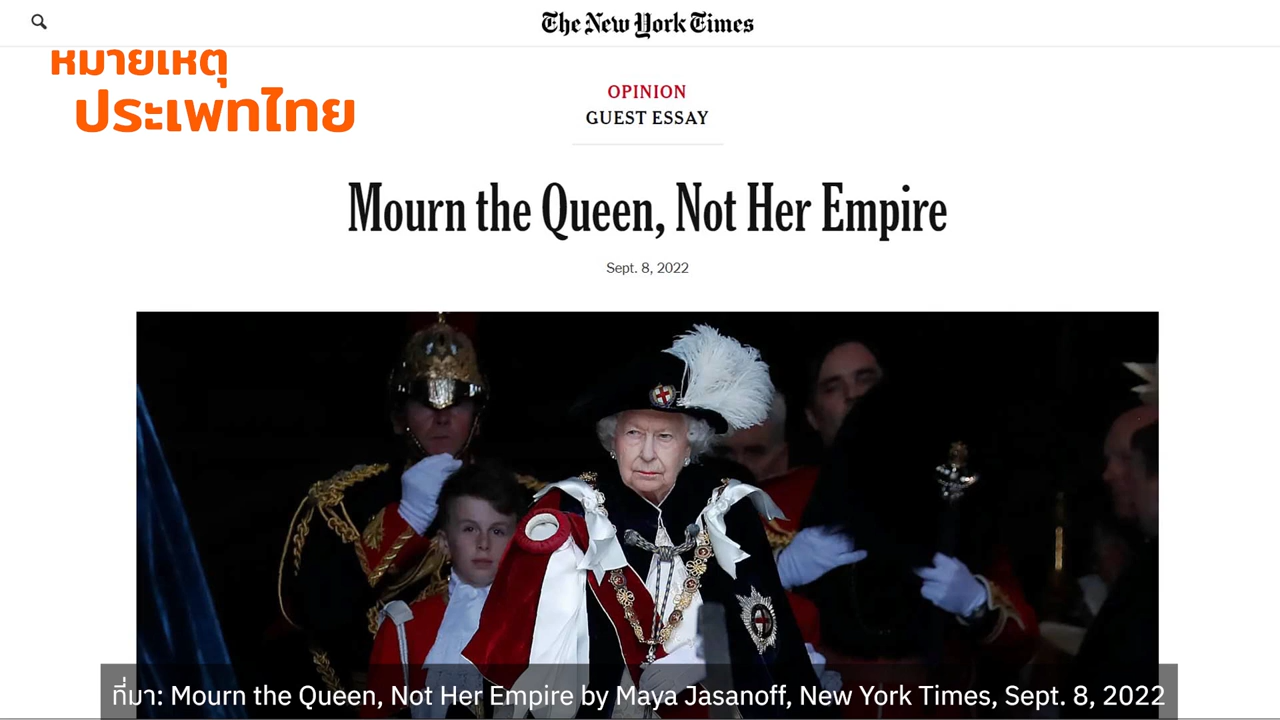 The New York Times
หมายเหตุ
ประเพทไทย
OPINION
GUEST ESSAY
Mourn the Queen, Not Her Empire
Sept. 8, 2022
ที่มา: Mourn the Queen, Not Her Empire by Maya Jasanoff, New York Times, Sept. 8, 2022